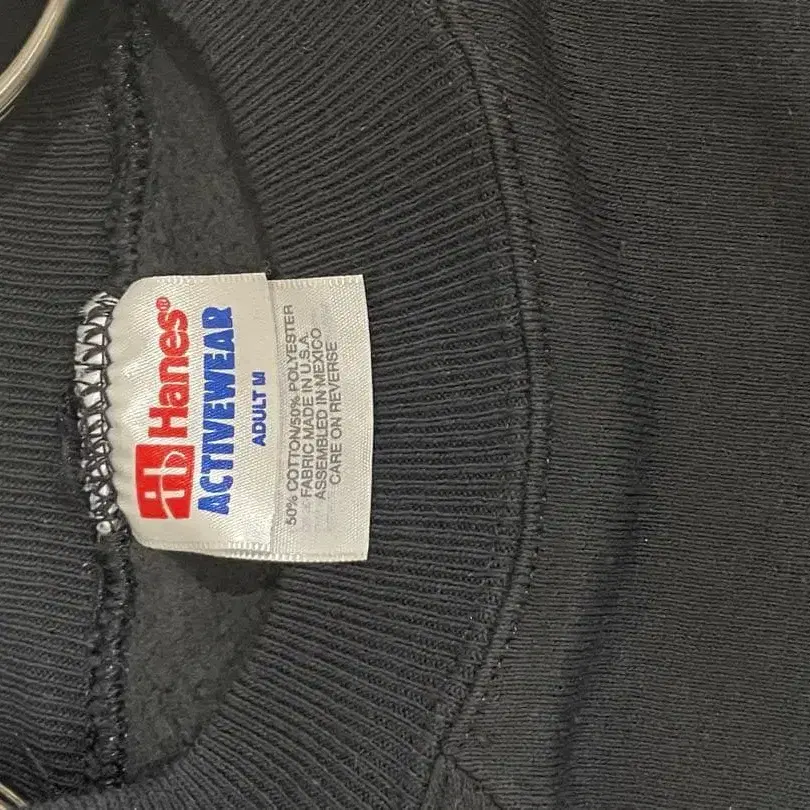 Hanes®
ACTIVEWEAR
ADULT M
50% COTTON/50% POLYESTER
FABRIC MADE IN U.S.A.
ASSEMBLED IN MEXICO
CARE ON REVERSE